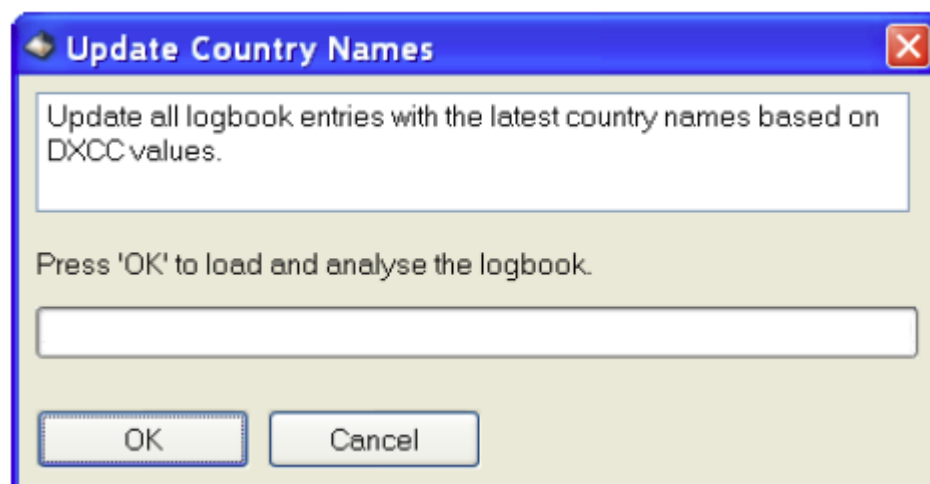 Update Country Names
Update all logbook entries with the latest country names based on
DXCC values.
Press 'OK' to load and analyse the logbook.
OK
Cancel